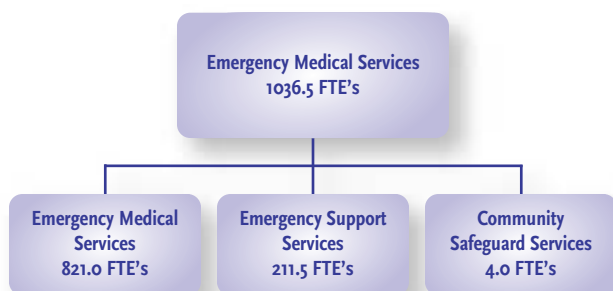 Emergency Medical Services
1036.5 FTE's
Emergency Medical
Services
821.0 FTE's
Emergency Support
Services
211.5 FTE's
Community
Safeguard Services
4.0 FTE's